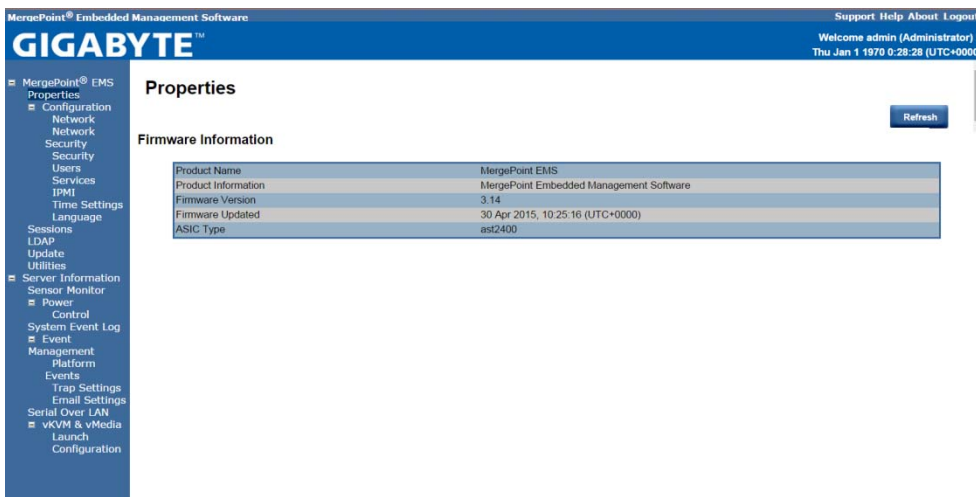 MergePoint® Embedded Management Software
Support Help About Logout
GIGABYTE™
Welcome admin (Administrator)
Thu Jan 1 1970 0:28:28 (UTC+0000
MergePoint® EMS
Properties
Configuration
Network
Network
Security
Security
Users
Services
IPMI
Time Settings
Language
Sessions
LDAP
Update
Utilities
Server Information
Sensor Monitor
Power
Control
System Event Log
Event
Management
Platform
Events
Trap Settings
Email Settings
Serial Over LAN
vKVM & vMedia
Launch
Configuration
Properties
Refresh
Firmware Information
Product Name MergePoint EMS
Product Information MergePoint Embedded Management Software
Firmware Version 3.14
Firmware Updated 30 Apr 2015, 10:25:16 (UTC+0000)
ASIC Type ast2400